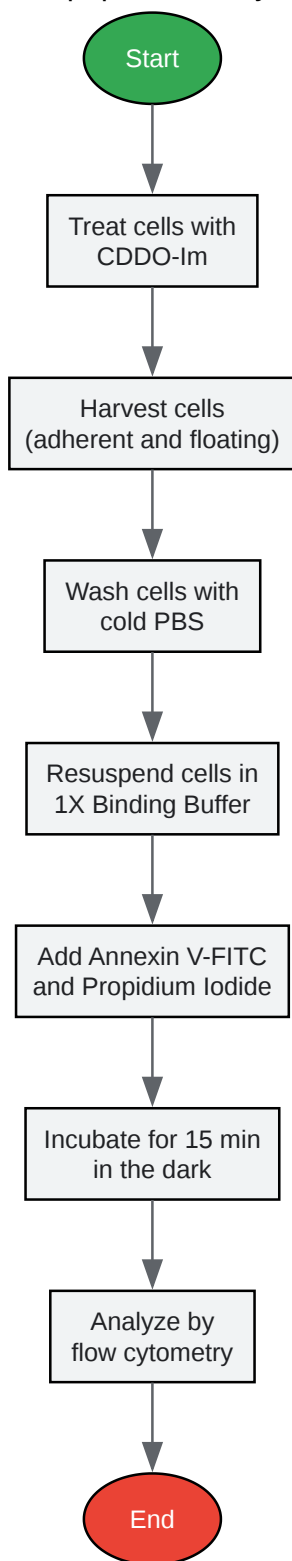 Start
Treat cells with
CDDO-Im
Harvest cells
(adherent and floating)
Wash cells with
cold PBS
Resuspend cells in
1X Binding Buffer
Add Annexin V-FITC
and Propidium Iodide
Incubate for 15 min
in the dark
Analyze by
flow cytometry
End